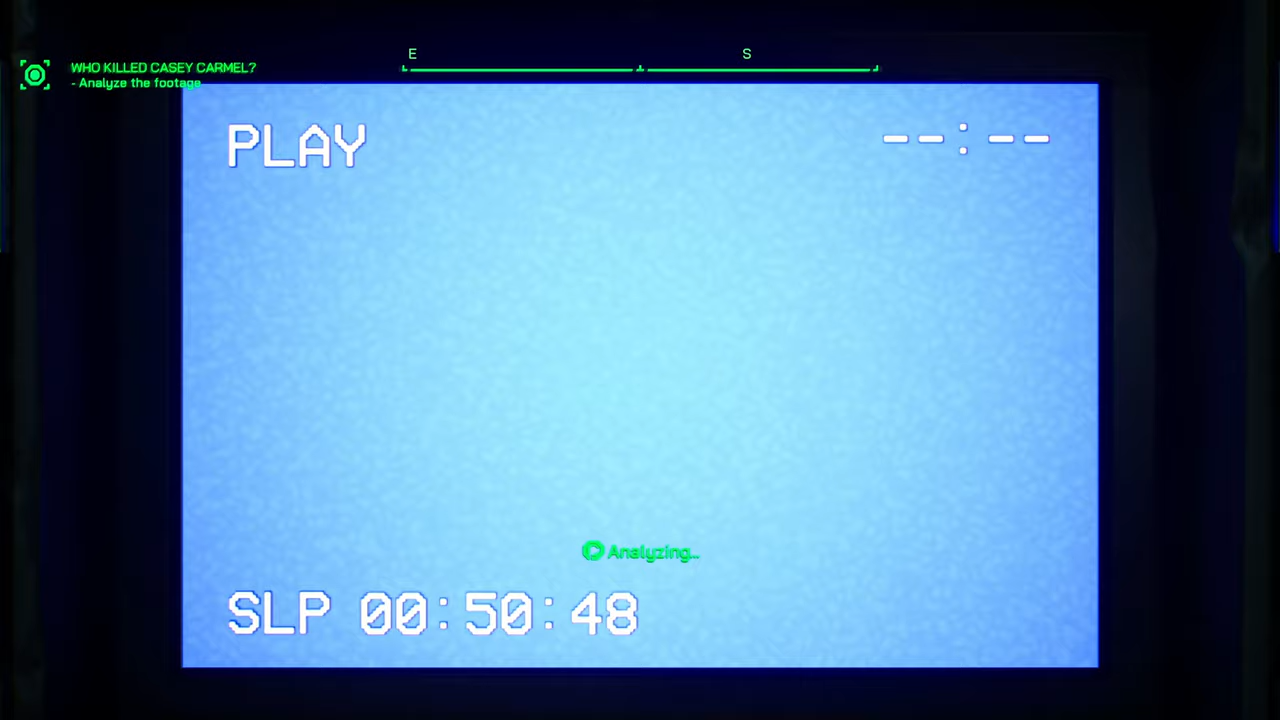 E S
WHO KILLED CASEY CARMEL?
- Analyze the footage
PLAY --:--
Analyzing...
SLP 00:50:48